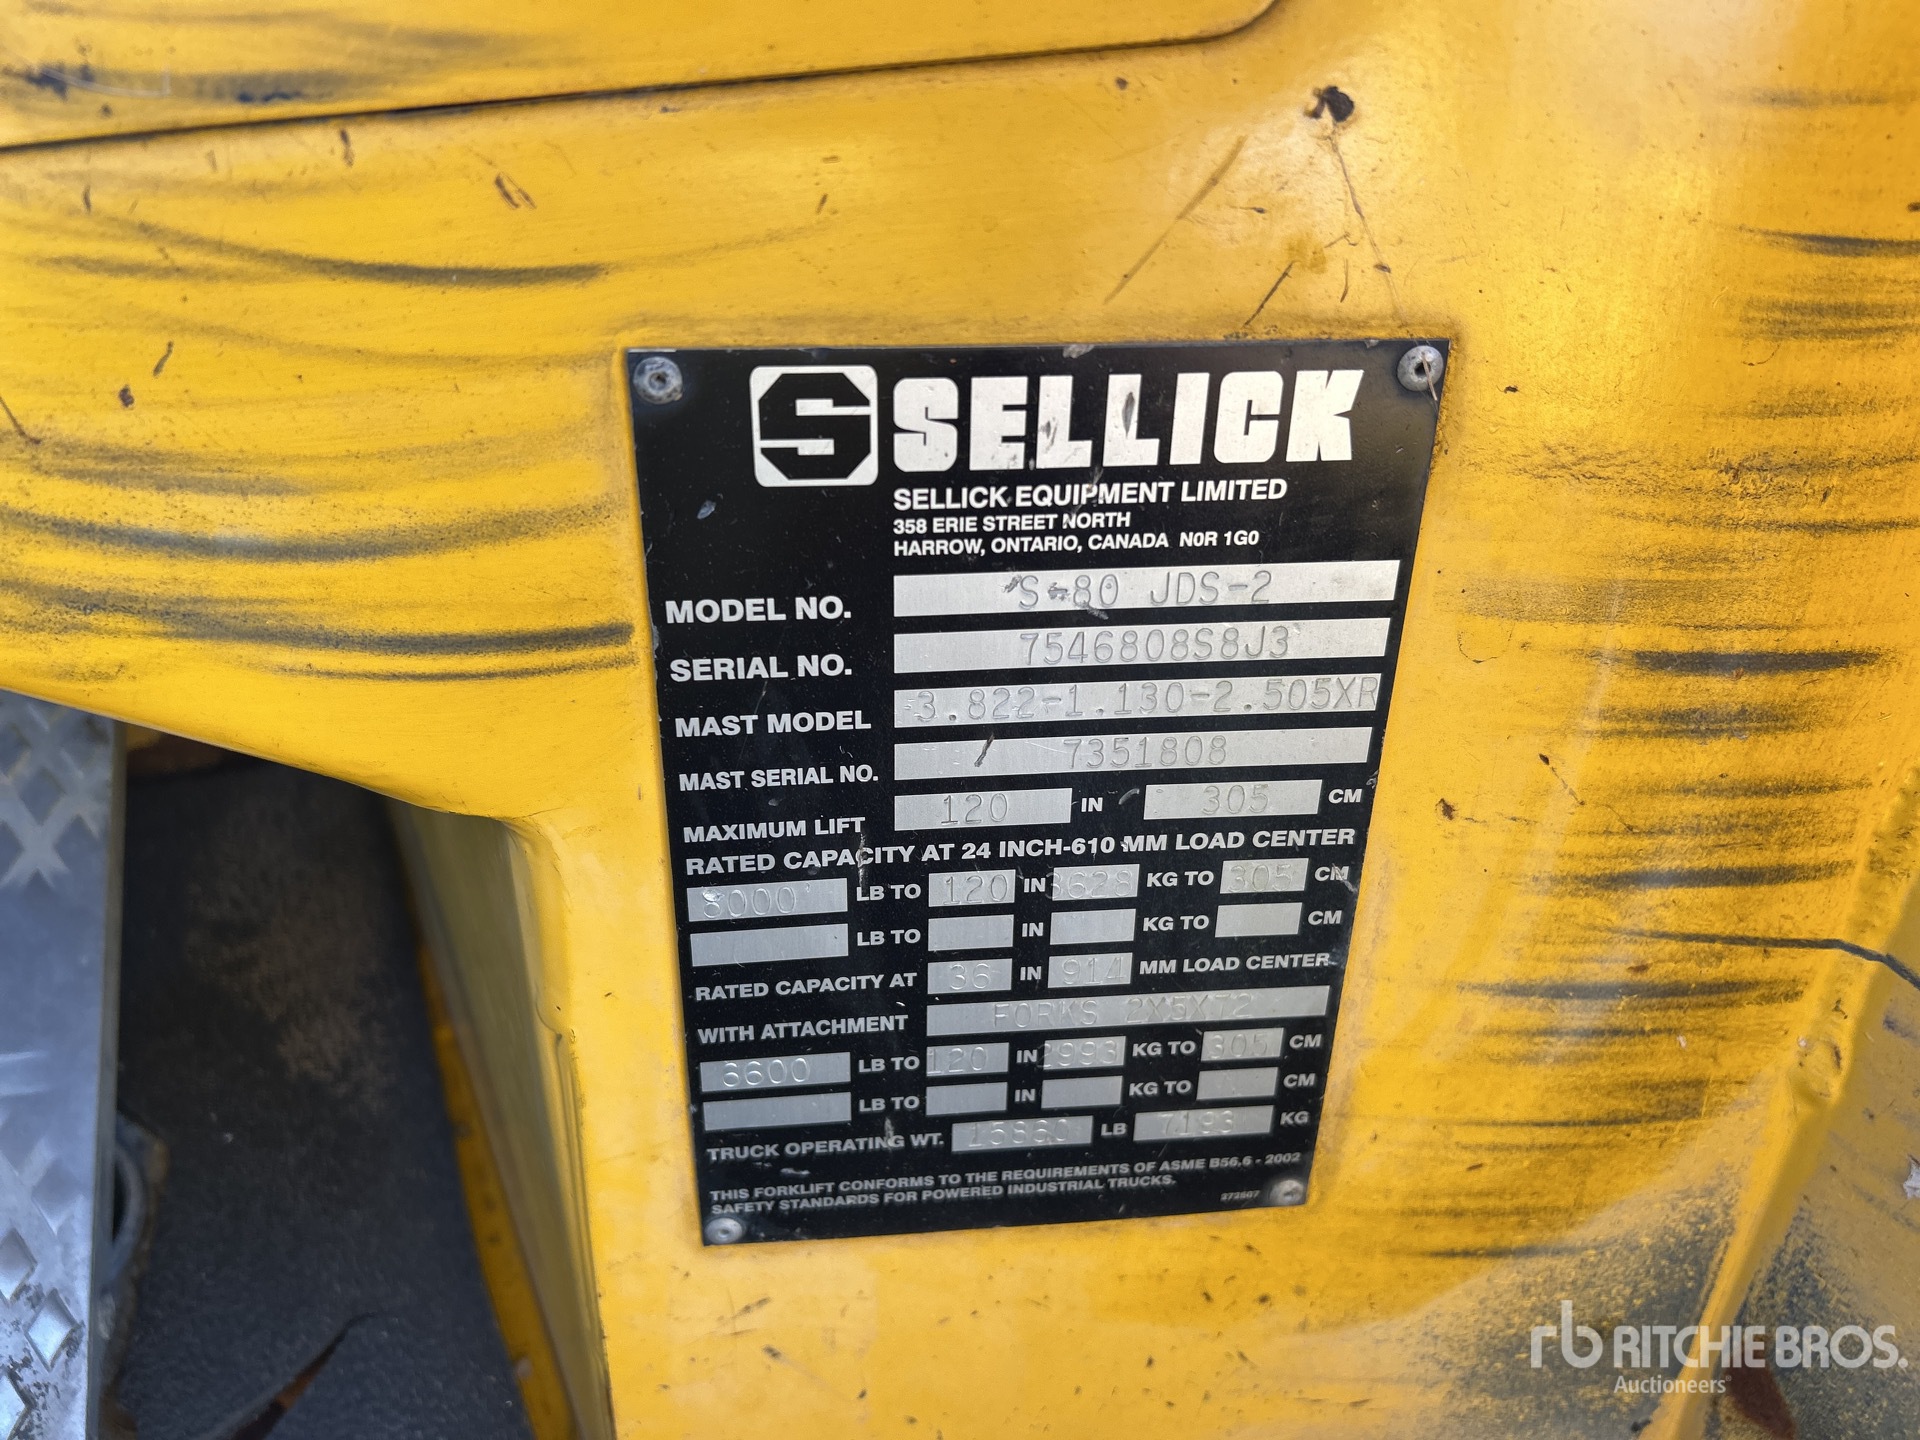 S SELLICK
SELLICK EQUIPMENT LIMITED
358 ERIE STREET NORTH
HARROW, ONTARIO, CANADA N0R 1G0
MODEL NO. S-80 JDS-2
SERIAL NO. 7546808S8J3
MAST MODEL 3.822-1.130-2.505XR
MAST SERIAL NO. 7351808
MAXIMUM LIFT 120 IN 305 CM
RATED CAPACITY AT 24 INCH-610 MM LOAD CENTER
8000 LB TO 120 IN 3628 KG TO 305 CM
LB TO IN KG TO CM
RATED CAPACITY AT 36 IN 914 MM LOAD CENTER
WITH ATTACHMENT FORKS 2X5X72
6600 LB TO 120 IN 2993 KG TO 305 CM
LB TO IN KG TO CM
TRUCK OPERATING WT. 15860 LB 7193 KG
THIS FORKLIFT CONFORMS TO THE REQUIREMENTS OF ASME B56.6 - 2002
SAFETY STANDARDS FOR POWERED INDUSTRIAL TRUCKS.
rb RITCHIE BROS.
Auctioneers